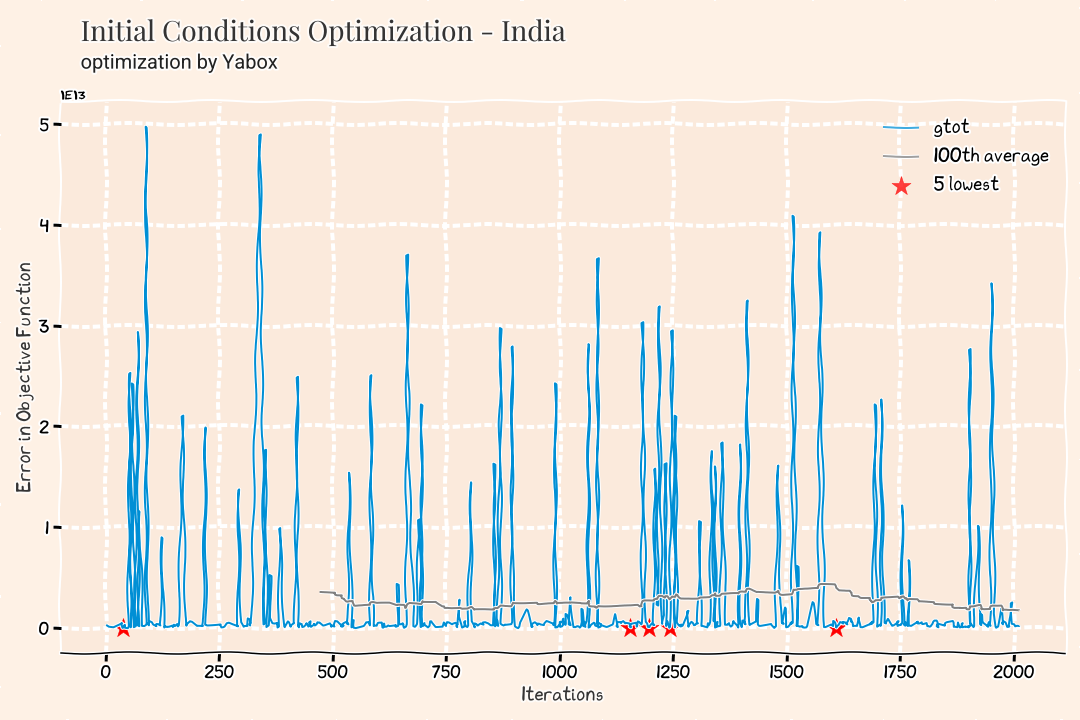 Initial Conditions Optimization - India
optimization by Yabox
1E13
5
4
3
2
1
0
Error in Objective Function
gtot
100th average
5 lowest
0 250 500 750 1000 1250 1500 1750 2000
Iterations